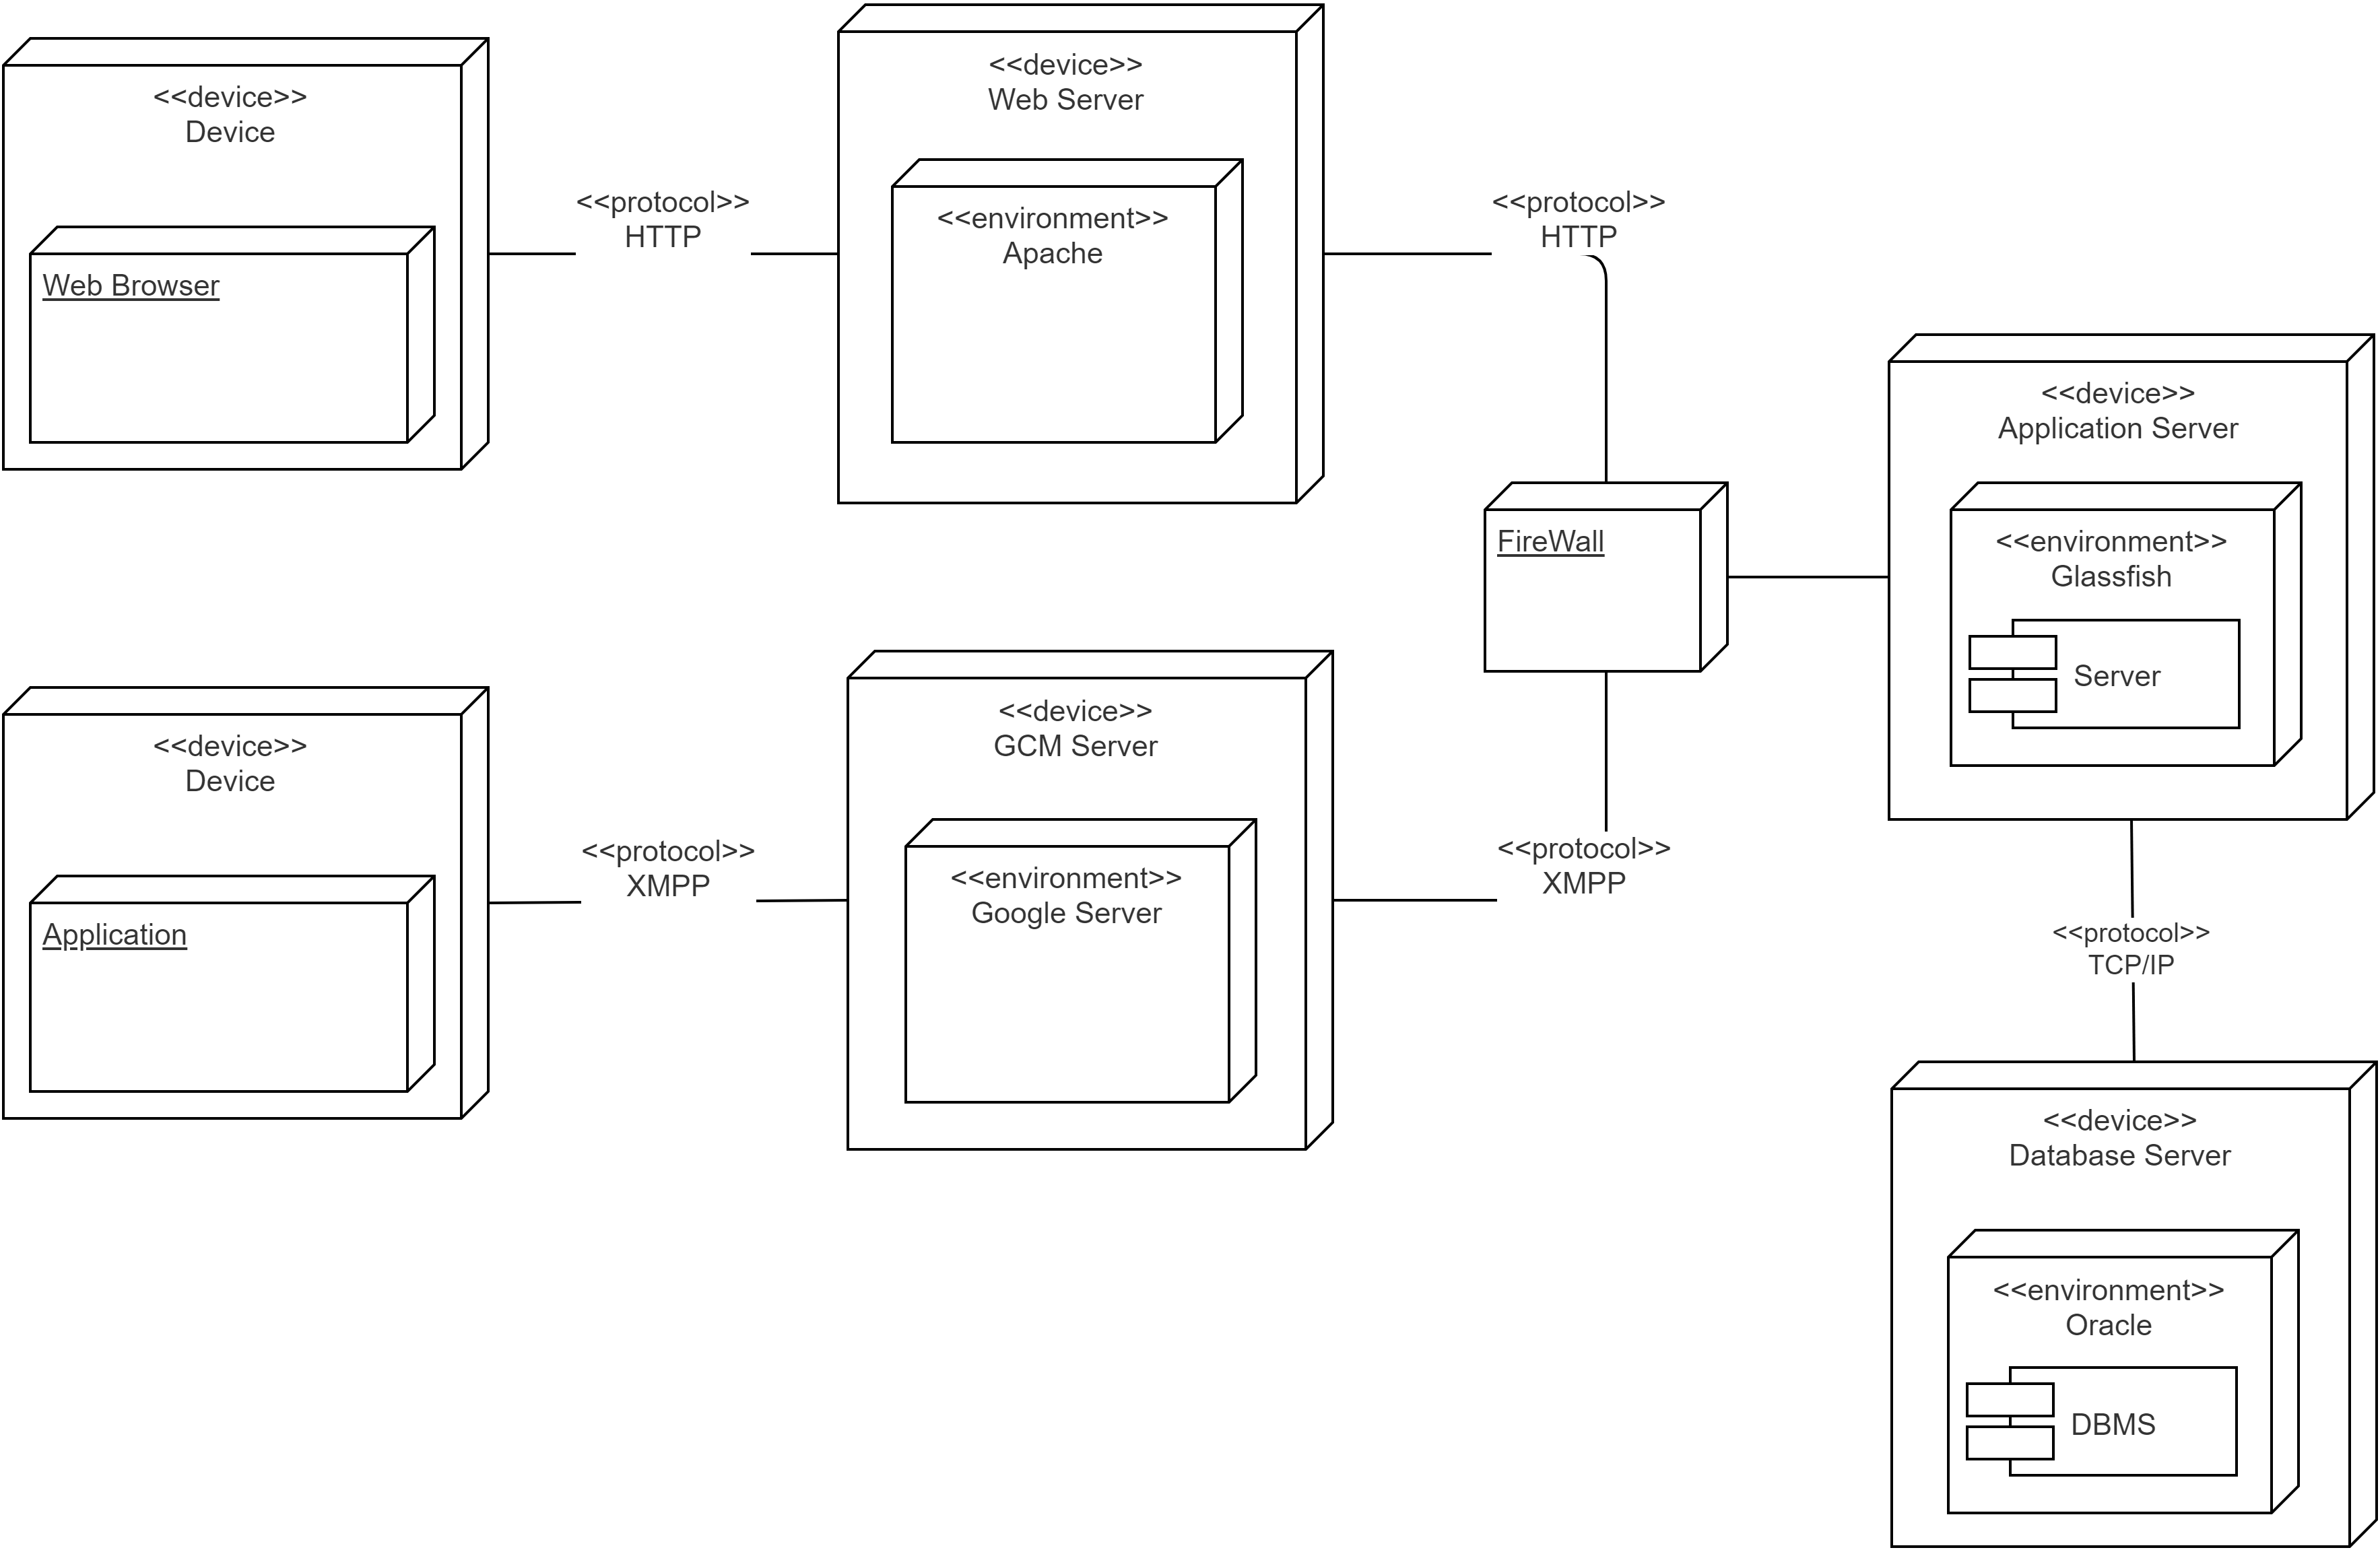 <<device>>
Device
Web Browser
<<protocol>>
HTTP
<<device>>
Web Server
<<environment>>
Apache
<<protocol>>
HTTP
FireWall
<<device>>
Application Server
<<environment>>
Glassfish
Server
<<device>>
Device
Application
<<protocol>>
XMPP
<<device>>
GCM Server
<<environment>>
Google Server
<<protocol>>
XMPP
<<protocol>>
TCP/IP
<<device>>
Database Server
<<environment>>
Oracle
DBMS